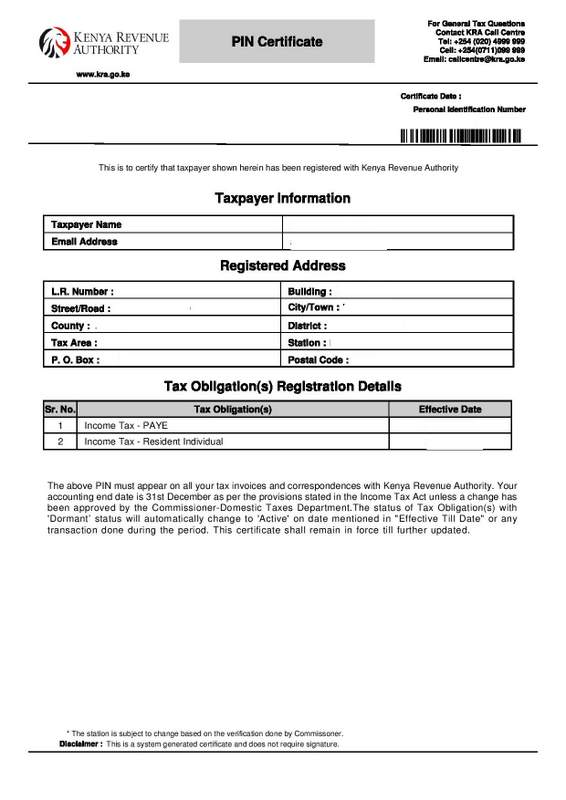 KENYA REVENUE
AUTHORITY
www.kra.go.ke
PIN Certificate
For General Tax Questions
Contact KRA Call Centre
Tel: +254 (020) 4999 999
Cell: +254(0711)099 999
Email: callcentre@kra.go.ke
Certificate Date :
Personal Identification Number
This is to certify that taxpayer shown herein has been registered with Kenya Revenue Authority
Taxpayer Information
Taxpayer Name
Email Address
Registered Address
L.R. Number : Building :
Street/Road : City/Town :
County : District :
Tax Area : Station :
P. O. Box : Postal Code :
Tax Obligation(s) Registration Details
Sr. No. Tax Obligation(s) Effective Date
1 Income Tax - PAYE
2 Income Tax - Resident Individual
The above PIN must appear on all your tax invoices and correspondences with Kenya Revenue Authority. Your
accounting end date is 31st December as per the provisions stated in the Income Tax Act unless a change has
been approved by the Commissioner-Domestic Taxes Department.The status of Tax Obligation(s) with
'Dormant' status will automatically change to 'Active' on date mentioned in "Effective Till Date" or any
transaction done during the period. This certificate shall remain in force till further updated.
* The station is subject to change based on the verification done by Commissoner.
Disclaimer : This is a system generated certificate and does not require signature.